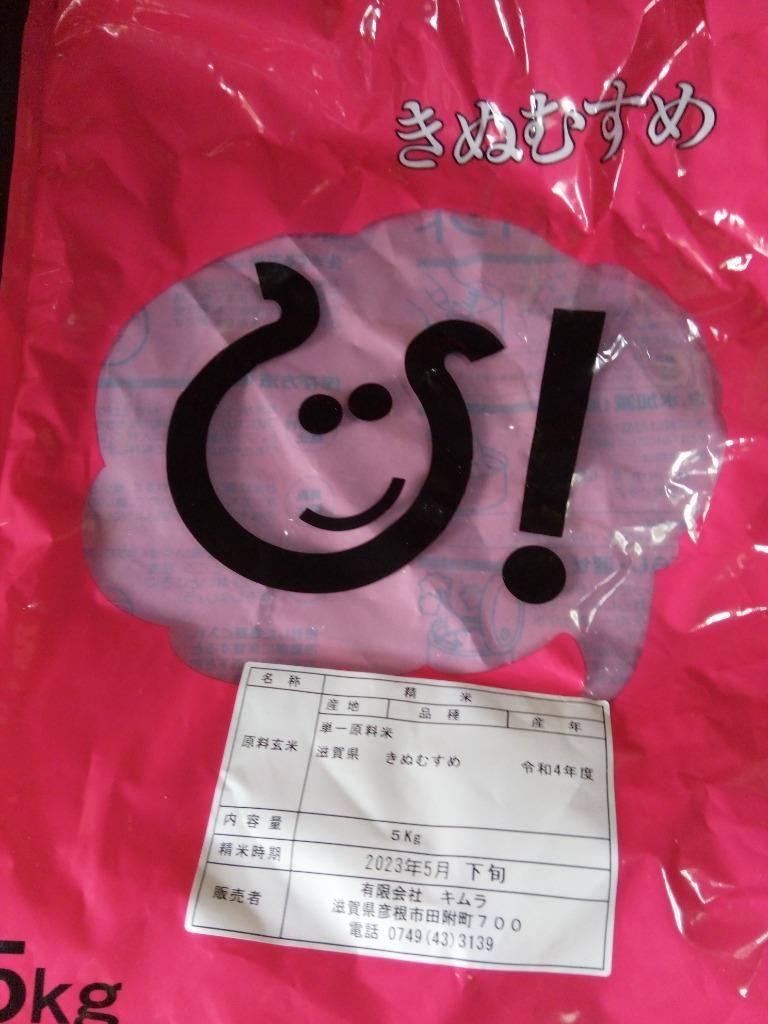 きぬむすめ
ひ!
名称 精米
産地 品種 産年
原料玄米 単一原料米
滋賀県 きぬむすめ 令和4年度
内容量 5Kg
精米時期 2023年5月 下旬
販売者 有限会社 キムラ
滋賀県彦根市田附町700
電話 0749(43)3139
5kg